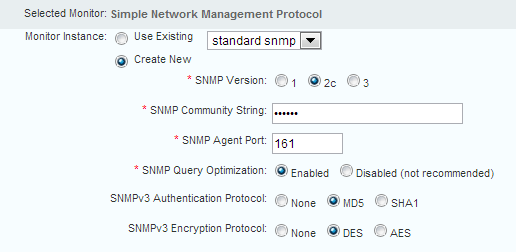 Selected Monitor: Simple Network Management Protocol
Monitor Instance: Use Existing standard snmp
Create New
* SNMP Version: 1 2c 3
* SNMP Community String: ••••••
* SNMP Agent Port: 161
* SNMP Query Optimization: Enabled Disabled (not recommended)
SNMPv3 Authentication Protocol: None MD5 SHA1
SNMPv3 Encryption Protocol: None DES AES